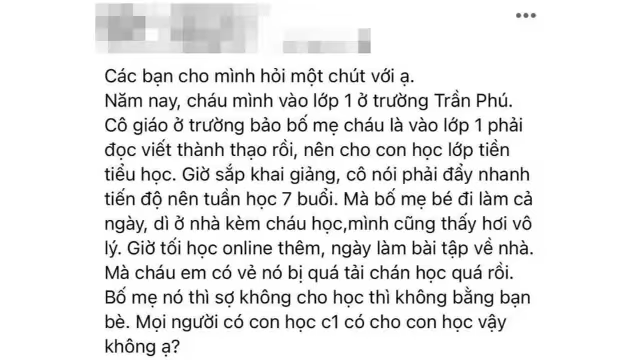 Các bạn cho mình hỏi một chút với ạ.
Năm nay, cháu mình vào lớp 1 ở trường Trần Phú.
Cô giáo ở trường bảo bố mẹ cháu là vào lớp 1 phải
đọc viết thành thạo rồi, nên cho con học lớp tiền
tiểu học. Giờ sắp khai giảng, cô nói phải đẩy nhanh
tiến độ nên tuần học 7 buổi. Mà bố mẹ bé đi làm cả
ngày, dì ở nhà kèm cháu học,mình cũng thấy hơi vô
lý. Giờ tối học online thêm, ngày làm bài tập về nhà.
Mà cháu em có vẻ nó bị quá tải chán học quá rồi.
Bố mẹ nó thì sợ không cho học thì không bằng bạn
bè. Mọi người có con học c1 có cho con học vậy
không ạ?